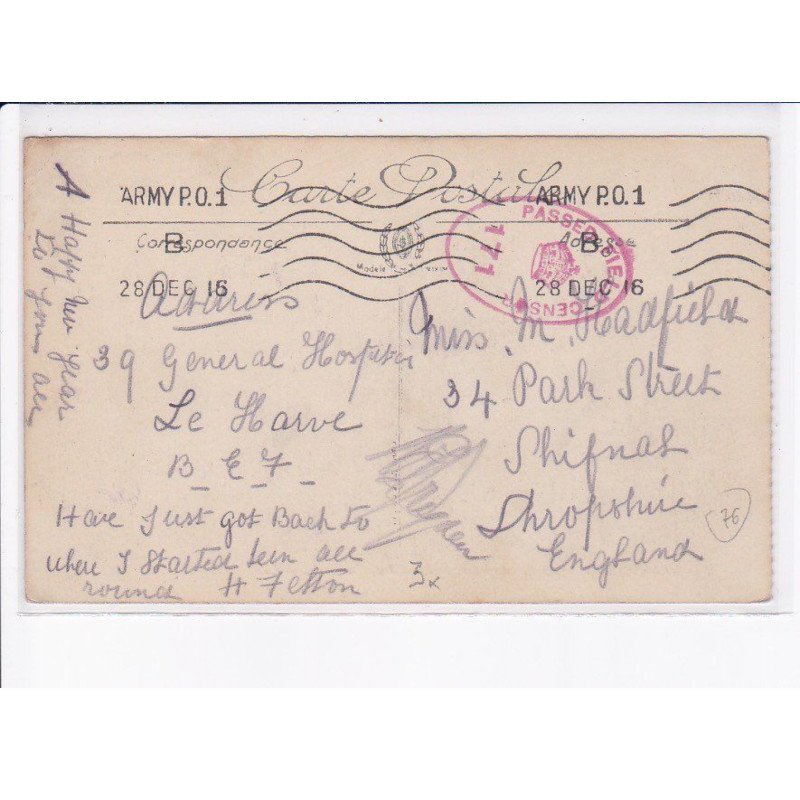 Carte Postale
ARMY P.O.1
B
28 DEC 16
ARMY P.O.1
B
28 DEC 16
Correspondance
Adresse
PASSED FIELD CENSOR
171
A Happy New Year
To you all
Address
39 General Hospital
Le Harve
B E F
Have Just got Back to
where I started been all
round H Felton
Miss. M. Hadfield
34 Park Street
Shifnal
Shropshire
England
76
3x